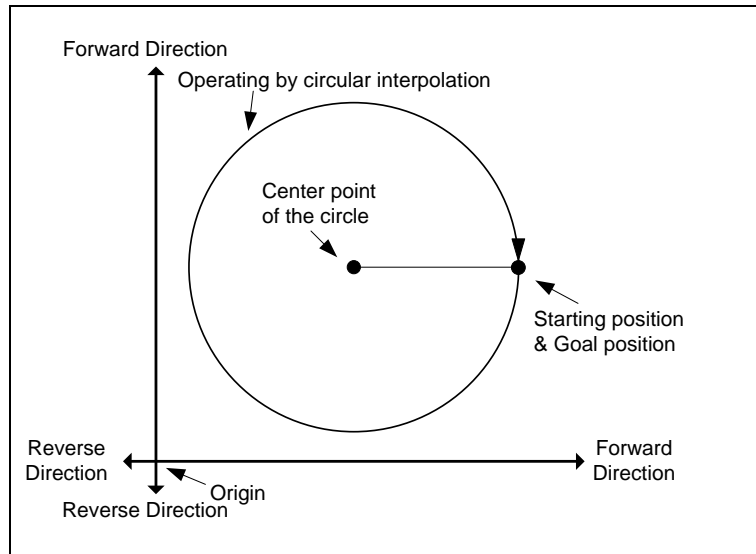 Forward Direction
Operating by circular interpolation
Center point
of the circle
Starting position
& Goal position
Reverse
Direction
Forward
Direction
Origin
Reverse Direction